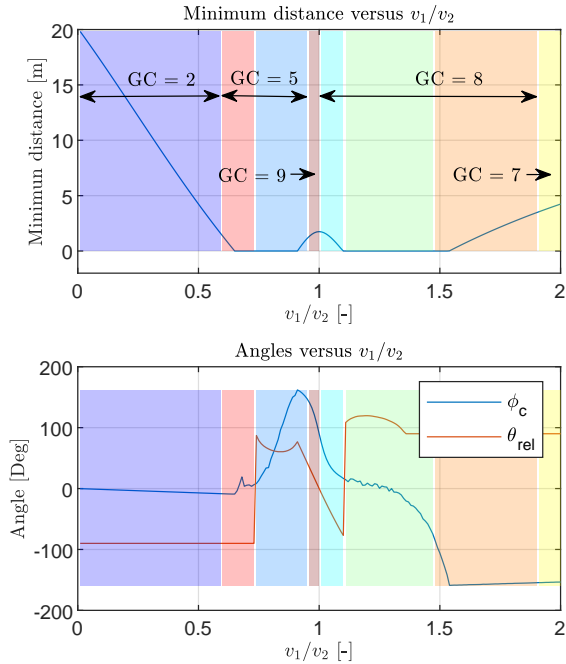 Minimum distance versus v₁/v₂
20
15
10
5
0
Minimum distance [m]
GC = 2
GC = 5
GC = 8
GC = 9
GC = 7
0
0.5
1
1.5
2
v₁/v₂ [-]
Angles versus v₁/v₂
200
100
0
-100
-200
Angle [Deg]
ϕc
θrel
0
0.5
1
1.5
2
v₁/v₂ [-]